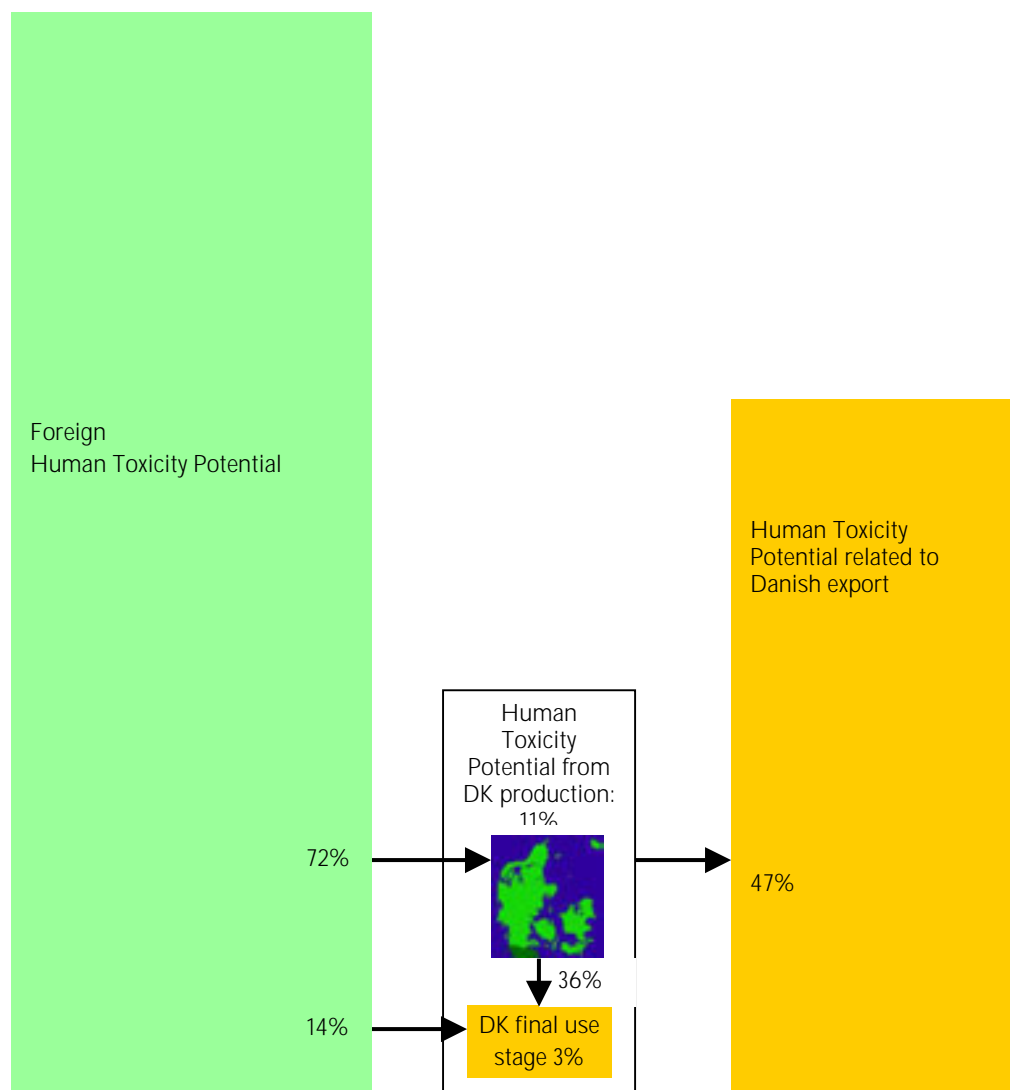 Foreign
Human Toxicity Potential
Human Toxicity
Potential related to
Danish export
Human
Toxicity
Potential from
DK production:
11%
72%
47%
36%
14%
DK final use
stage 3%